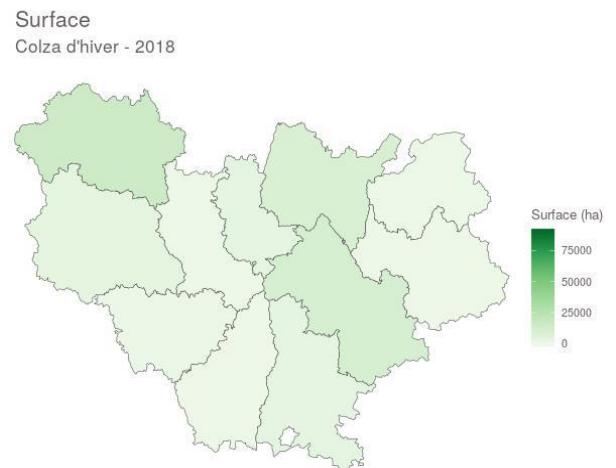 Surface
Colza d'hiver - 2018
Surface (ha)
75000
50000
25000
0